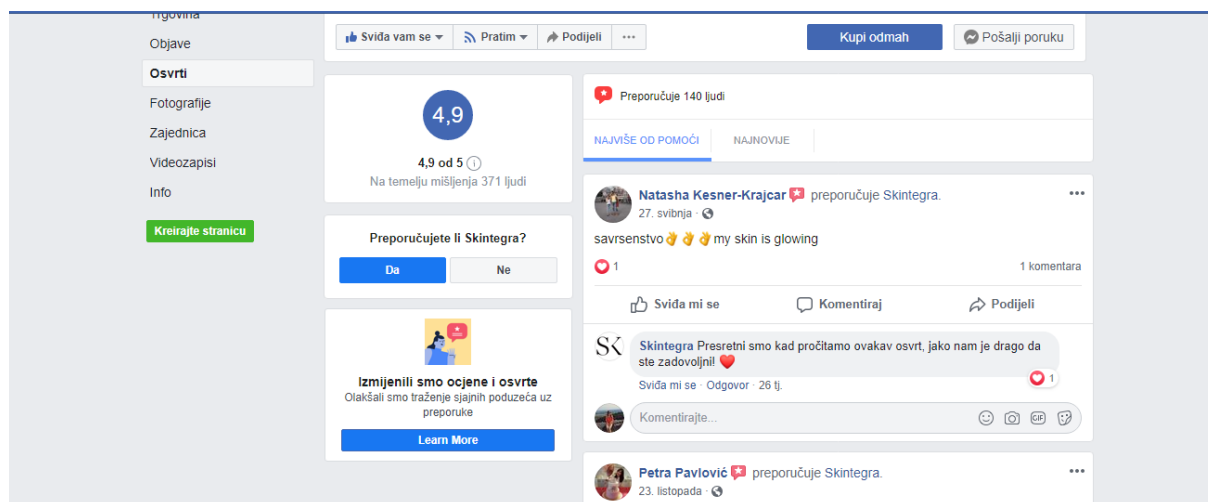 Trgovina
Objave
Osvrti
Fotografije
Zajednica
Videozapisi
Info
Kreirajte stranicu
Sviđa vam se
Pratim
Podijeli
Kupi odmah
Pošalji poruku
4,9
4,9 od 5
Na temelju mišljenja 371 ljudi
Preporučujete li Skintegra?
Da
Ne
Izmijenili smo ocjene i osvrte
Olakšali smo traženje sjajnih poduzeća uz
preporuke
Learn More
Preporučuje 140 ljudi
NAJVIŠE OD POMOĆI
NAJNOVIJE
Natasha Kesner-Krajcar preporučuje Skintegra.
27. svibnja ·
savrsenstvo👌👌👌my skin is glowing
1
1 komentara
Sviđa mi se
Komentiraj
Podijeli
SK
Skintegra Presretni smo kad pročitamo ovakav osvrt, jako nam je drago da
ste zadovoljni! ❤️
1
Sviđa mi se · Odgovor · 26 tj.
Komentirajte...
GIF
Petra Pavlović preporučuje Skintegra.
23. listopada ·